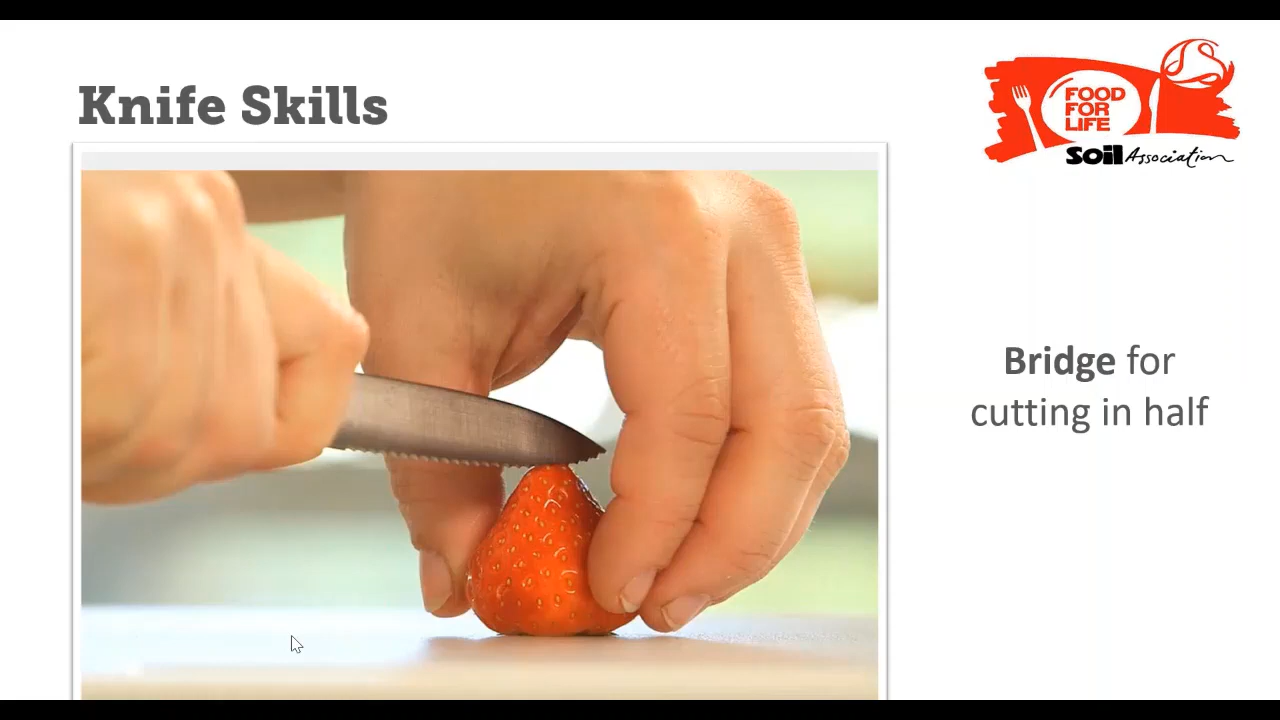 Knife Skills
FOOD
FOR
LIFE
Soil Association
Bridge for
cutting in half